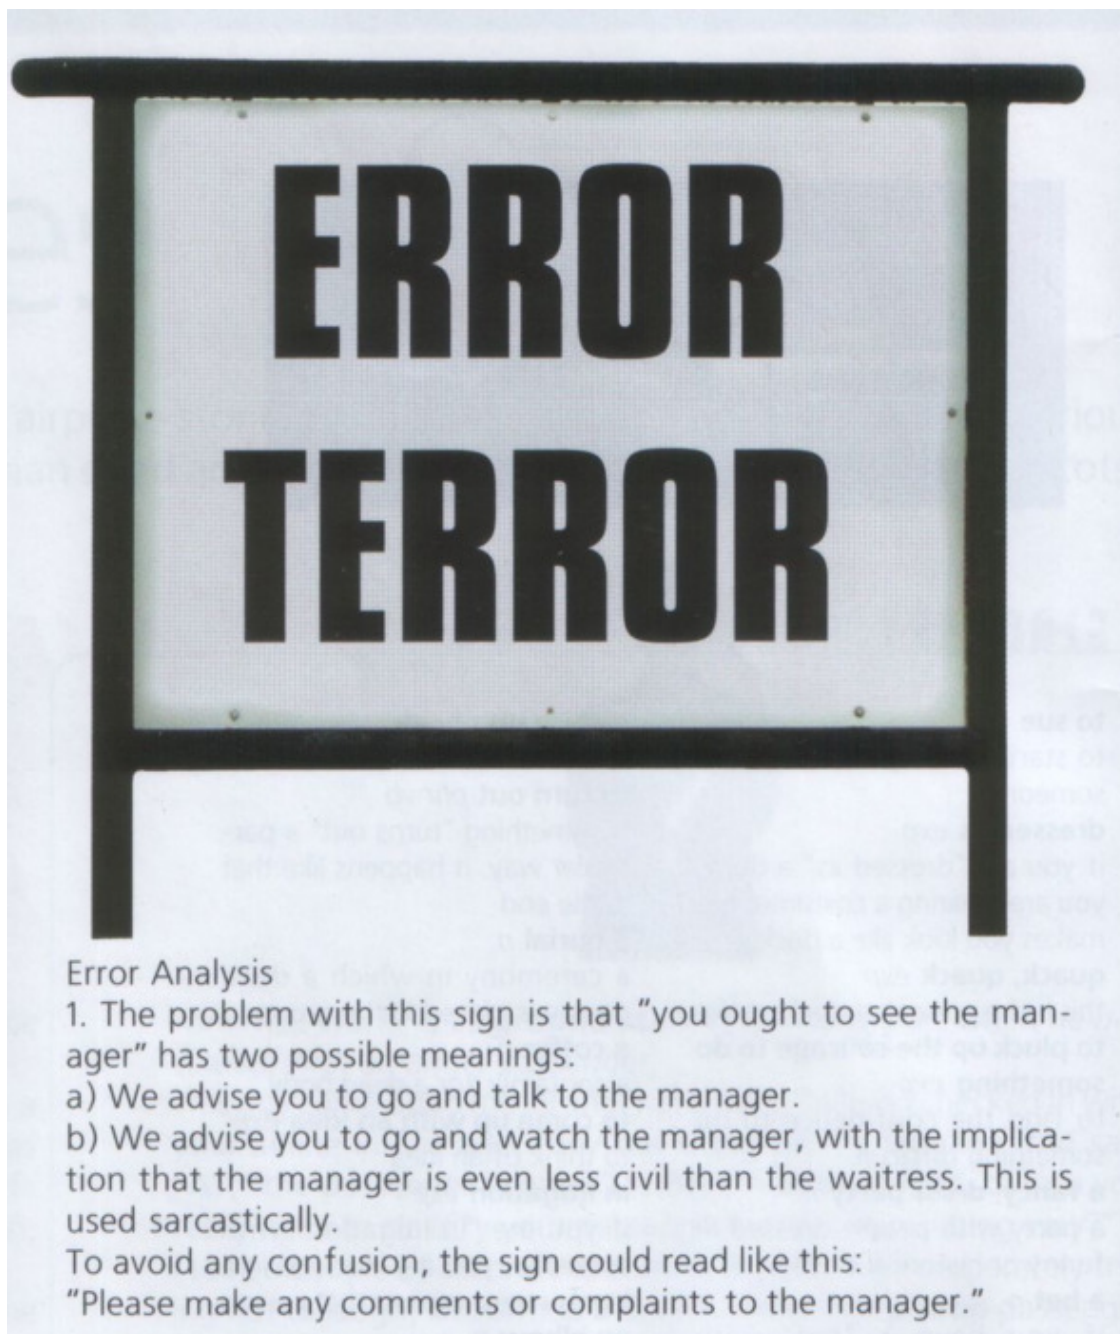 ERROR
TERROR
Error Analysis
1. The problem with this sign is that "you ought to see the man-
ager" has two possible meanings:
a) We advise you to go and talk to the manager.
b) We advise you to go and watch the manager, with the implica-
tion that the manager is even less civil than the waitress. This is
used sarcastically.
To avoid any confusion, the sign could read like this:
"Please make any comments or complaints to the manager."